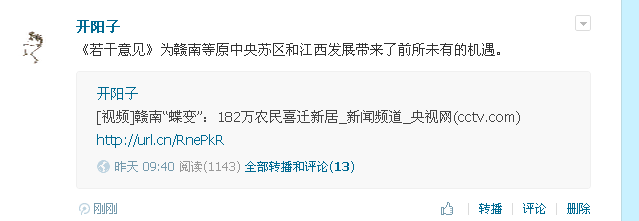 开阳子
《若干意见》为赣南等原中央苏区和江西发展带来了前所未有的机遇。
开阳子
[视频]赣南“蝶变”：182万农民喜迁新居_新闻频道_央视网(cctv.com)
http://url.cn/RnePkR
昨天 09:40 阅读(1143) 全部转播和评论(13)
刚刚 转播 评论 删除